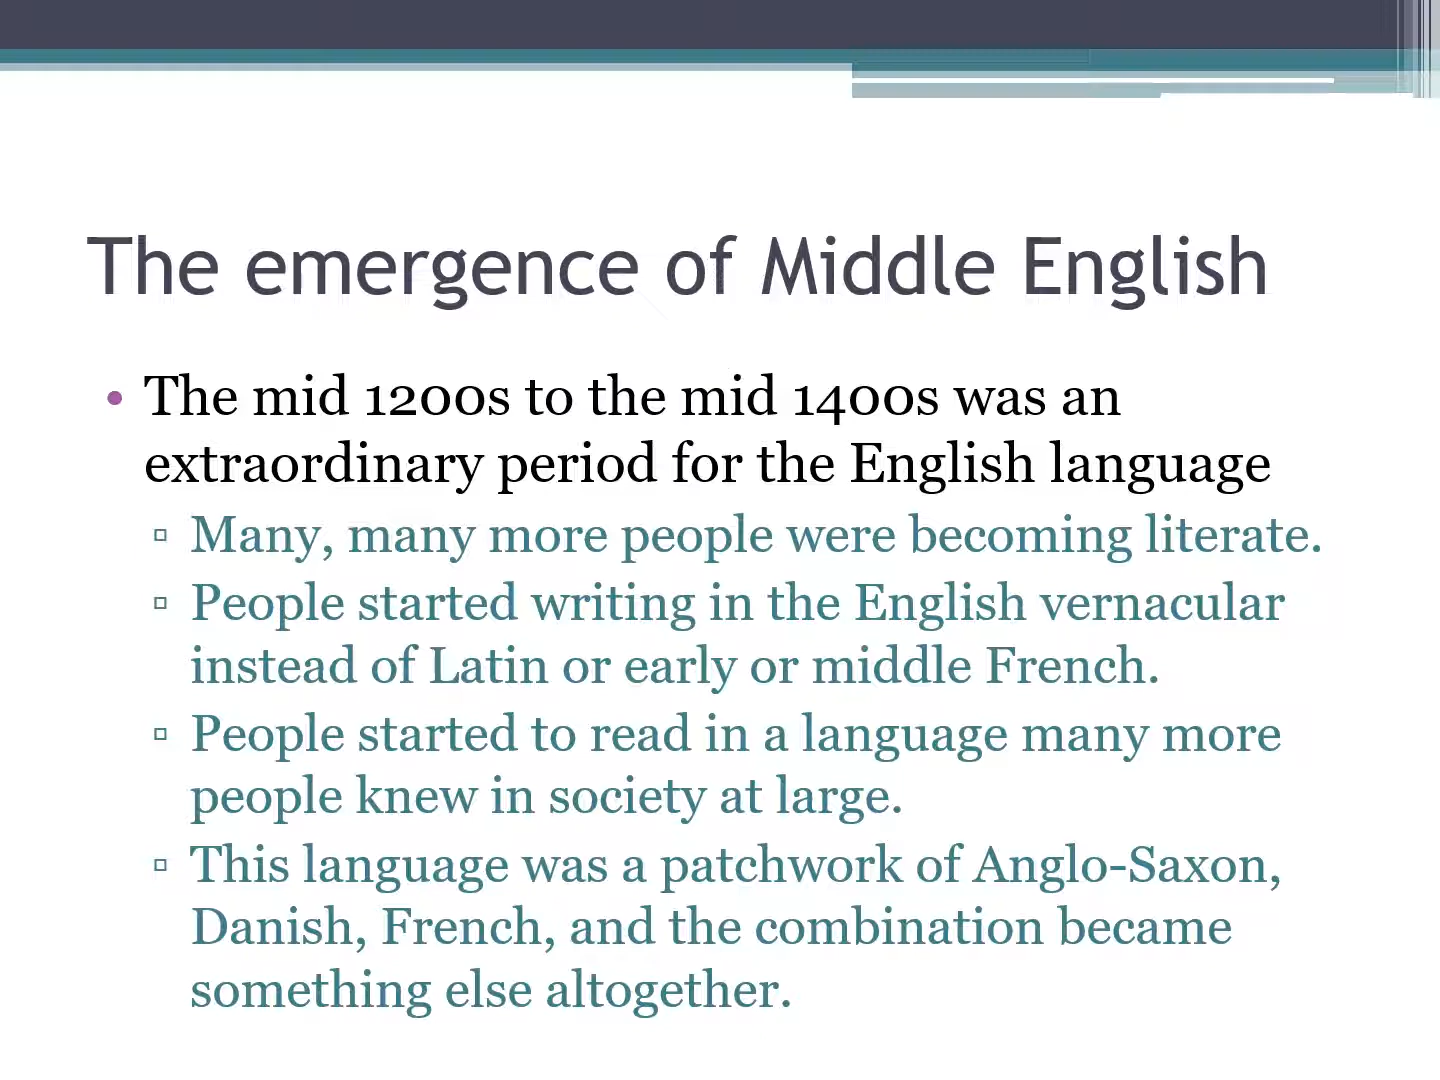 The emergence of Middle English
• The mid 1200s to the mid 1400s was an
extraordinary period for the English language
▫ Many, many more people were becoming literate.
▫ People started writing in the English vernacular
instead of Latin or early or middle French.
▫ People started to read in a language many more
people knew in society at large.
▫ This language was a patchwork of Anglo-Saxon,
Danish, French, and the combination became
something else altogether.